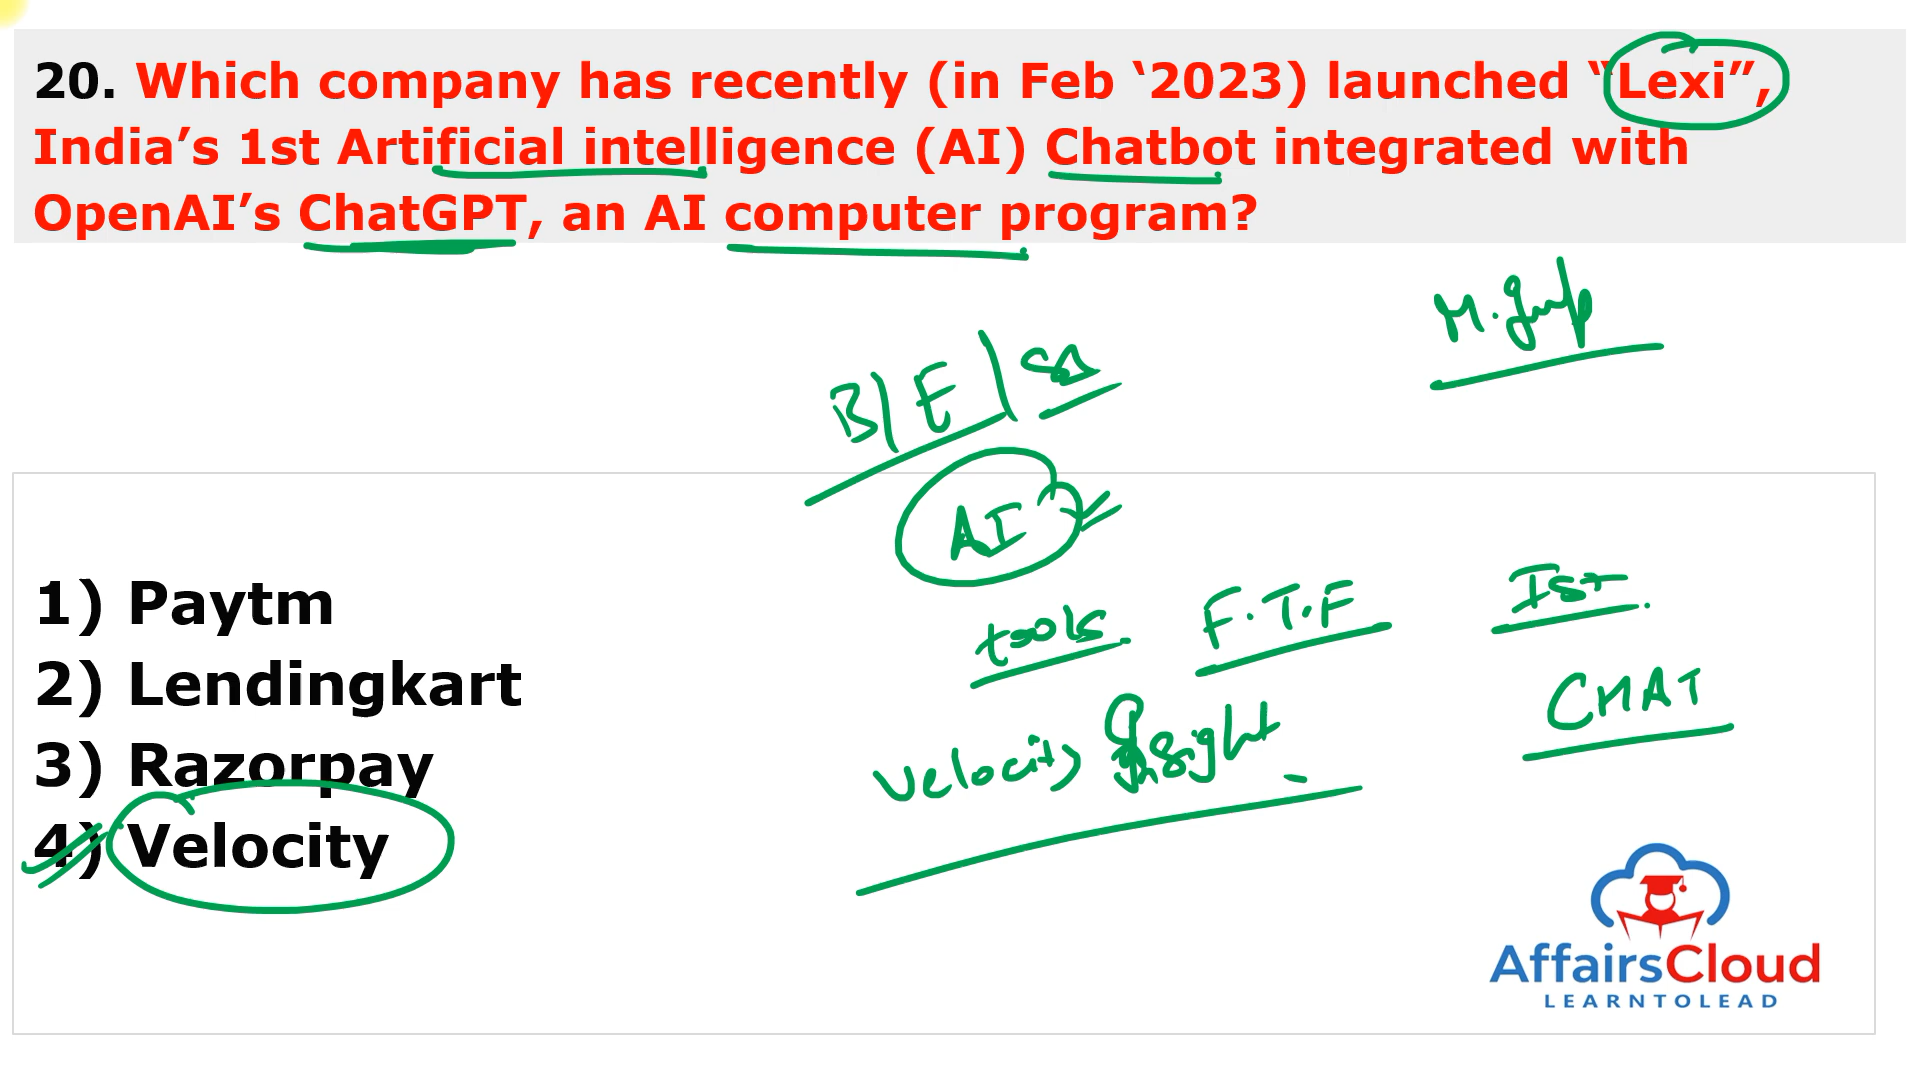 20. Which company has recently (in Feb ‘2023) launched “Lexi”,
India’s 1st Artificial intelligence (AI) Chatbot integrated with
OpenAI’s ChatGPT, an AI computer program?
B/E/
AI
tools F.T.F Ist
CHAT
Velocity Insight
1) Paytm
2) Lendingkart
3) Razorpay
4) Velocity
AffairsCloud
LEARNTOLEAD